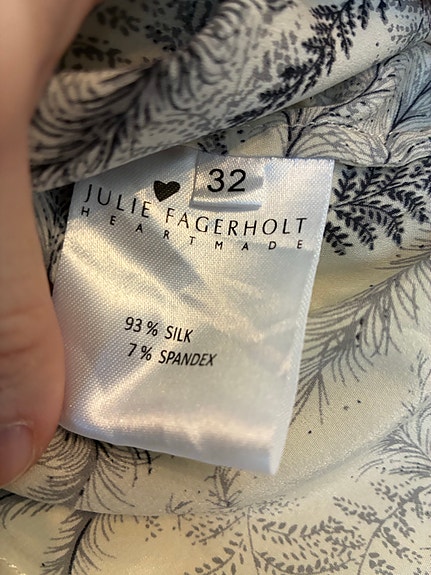 32
JULIE FAGERHOLT
HEARTMADE
93 % SILK
7 % SPANDEX